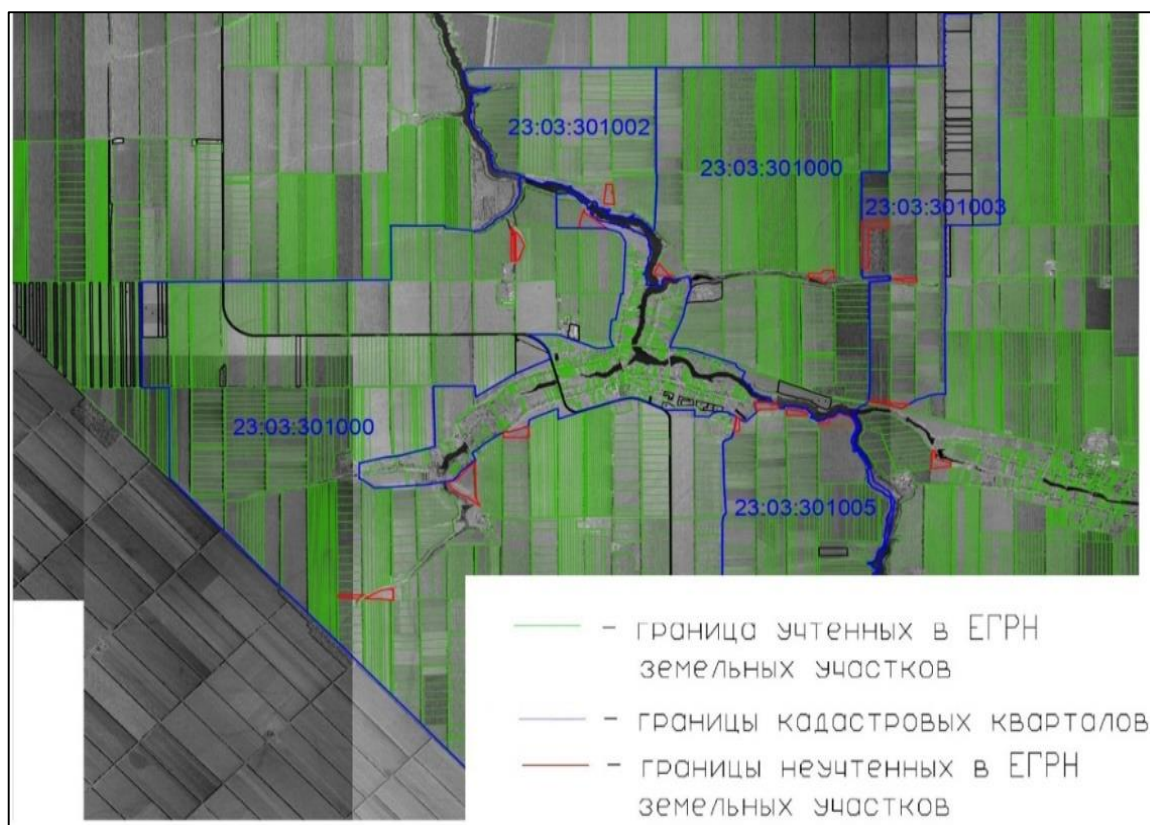 23:03:301002
23:03:301000
23:03:301003
23:03:301000
23:03:301005
– граница учтенных в ЕГРН
земельных участков
– границы кадастровых кварталов
– границы неучтенных в ЕГРН
земельных участков